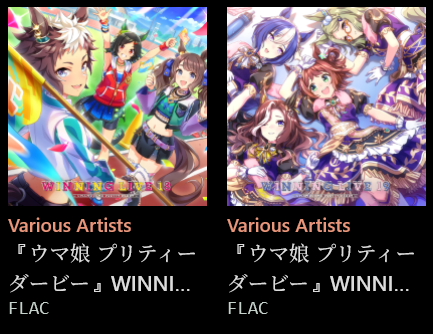 WINNING LIVE 19
WINNING LIVE 19
Various Artists
Various Artists
『ウマ娘 プリティー
ダービー』WINNI...
『ウマ娘 プリティー
ダービー』WINNI...
FLAC
FLAC